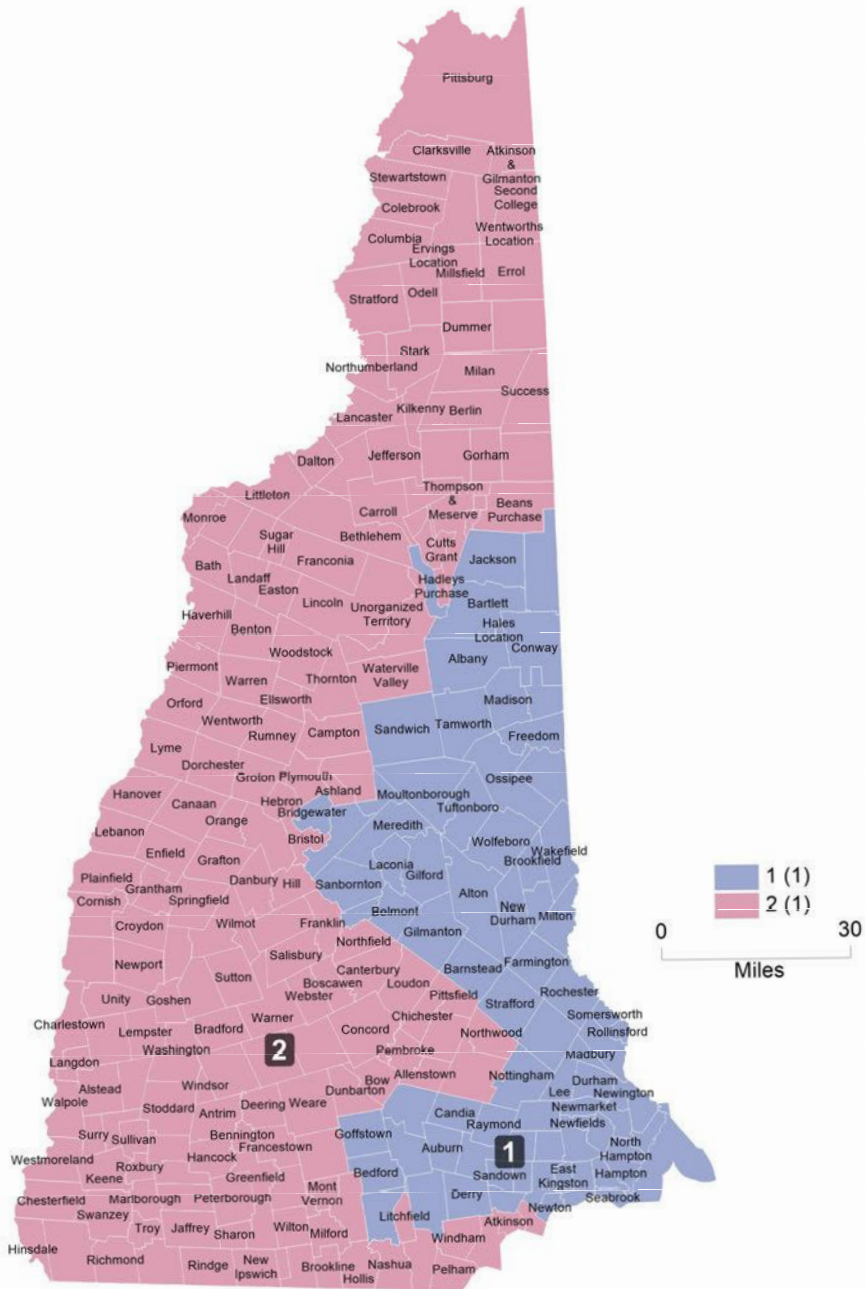 Pittsburg
Clarksville
Atkinson
&
Gilmanton
Second
College
Stewartstown
Colebrook
Wentworths
Location
Columbia
Ervings
Location
Millsfield
Errol
Stratford
Odell
Dummer
Stark
Northumberland
Milan
Success
Kilkenny
Berlin
Lancaster
Dalton
Jefferson
Gorham
Littleton
Thompson
&
Meserve
Beans
Purchase
Carroll
Monroe
Sugar
Hill
Bethlehem
Cutts
Grant
Jackson
Bath
Franconia
Landaff
Easton
Hadleys
Purchase
Lincoln
Unorganized
Territory
Bartlett
Haverhill
Benton
Hales
Location
Conway
Woodstock
Albany
Piermont
Warren
Thornton
Waterville
Valley
Orford
Ellsworth
Madison
Wentworth
Rumney
Campton
Sandwich
Tamworth
Freedom
Lyme
Dorchester
Groton
Plymouth
Ashland
Ossipee
Hanover
Canaan
Hebron
Bridgewater
Moultonborough
Tuftonboro
Lebanon
Orange
Bristol
Meredith
Wolfeboro
Wakefield
Brookfield
Enfield
Grafton
Laconia
Gilford
Plainfield
Grantham
Danbury
Hill
Sanbornton
Alton
1 (1)
Cornish
Springfield
New
Durham
Milton
2 (1)
Croydon
Wilmot
Franklin
Belmont
Gilmanton
0
30
Miles
Northfield
Newport
Salisbury
Canterbury
Barnstead
Farmington
Sutton
Boscawen
Webster
Loudon
Pittsfield
Rochester
Unity
Goshen
Strafford
Charlestown
Lempster
Bradford
Warner
Concord
Chichester
Northwood
Somersworth
Rollinsford
Washington
2
Pembroke
Madbury
Langdon
Bow
Allenstown
Nottingham
Durham
Alstead
Windsor
Dunbarton
Lee
Newington
Walpole
Stoddard
Antrim
Deering
Weare
Candia
Raymond
Newmarket
Newfields
Surry
Sullivan
Bennington
Francestown
Goffstown
Auburn
1
North
Hampton
Westmoreland
Roxbury
Hancock
Bedford
Sandown
East
Kingston
Hampton
Keene
Greenfield
Mont
Vernon
Chesterfield
Marlborough
Peterborough
Derry
Seabrook
Swanzey
Litchfield
Newton
Troy
Jaffrey
Sharon
Wilton
Milford
Atkinson
Hinsdale
Windham
Richmond
Rindge
New
Ipswich
Brookline
Hollis
Nashua
Pelham